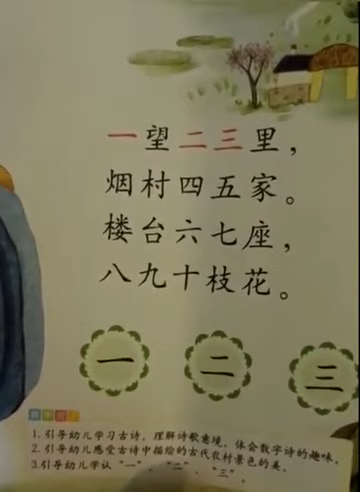 一望二三里，
烟村四五家。
楼台六七座，
八九十枝花。
一 二 三
1.引导幼儿学习古诗，理解诗歌意境，体会数字诗的趣味。
2.引导幼儿感受古诗中描绘的古代农村景色的美。
3.引导幼儿学认“一”、“二”、“三”。